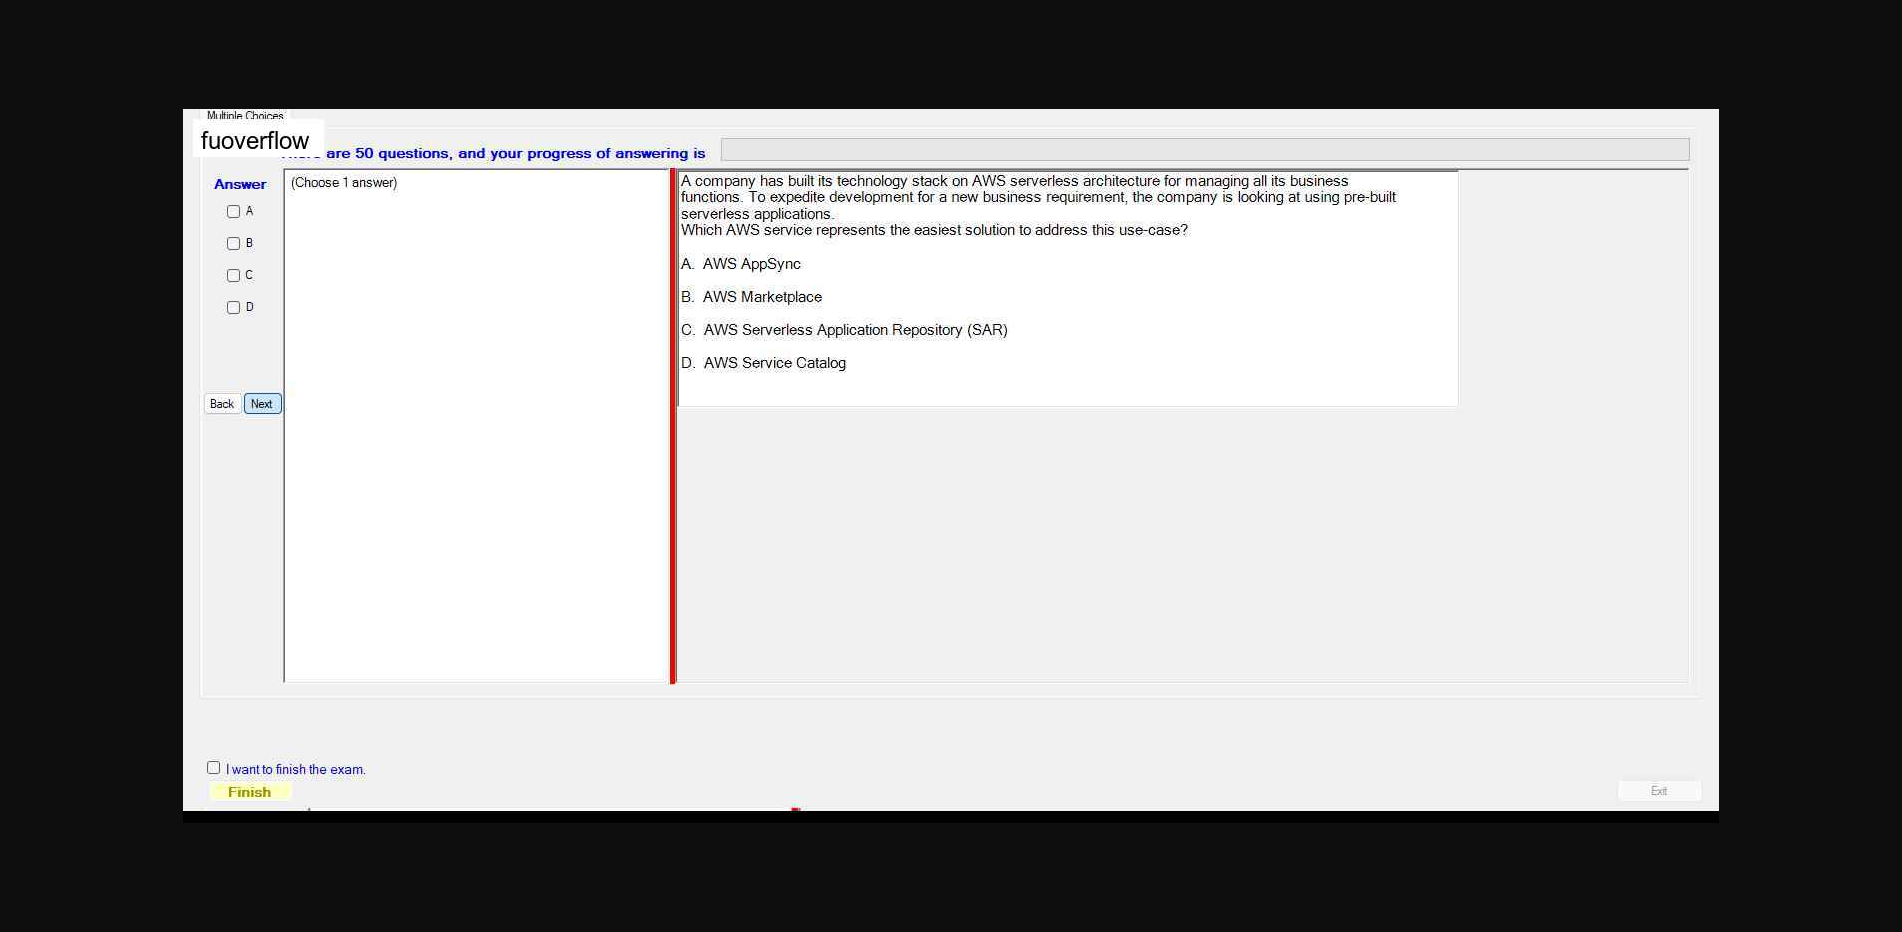 Multiple Choices
fuoverflow
are 50 questions, and your progress of answering is
Answer
(Choose 1 answer)
A
B
C
D
Back
Next
A company has built its technology stack on AWS serverless architecture for managing all its business
functions. To expedite development for a new business requirement, the company is looking at using pre-built
serverless applications.
Which AWS service represents the easiest solution to address this use-case?
A. AWS AppSync
B. AWS Marketplace
C. AWS Serverless Application Repository (SAR)
D. AWS Service Catalog
I want to finish the exam.
Finish
Exit